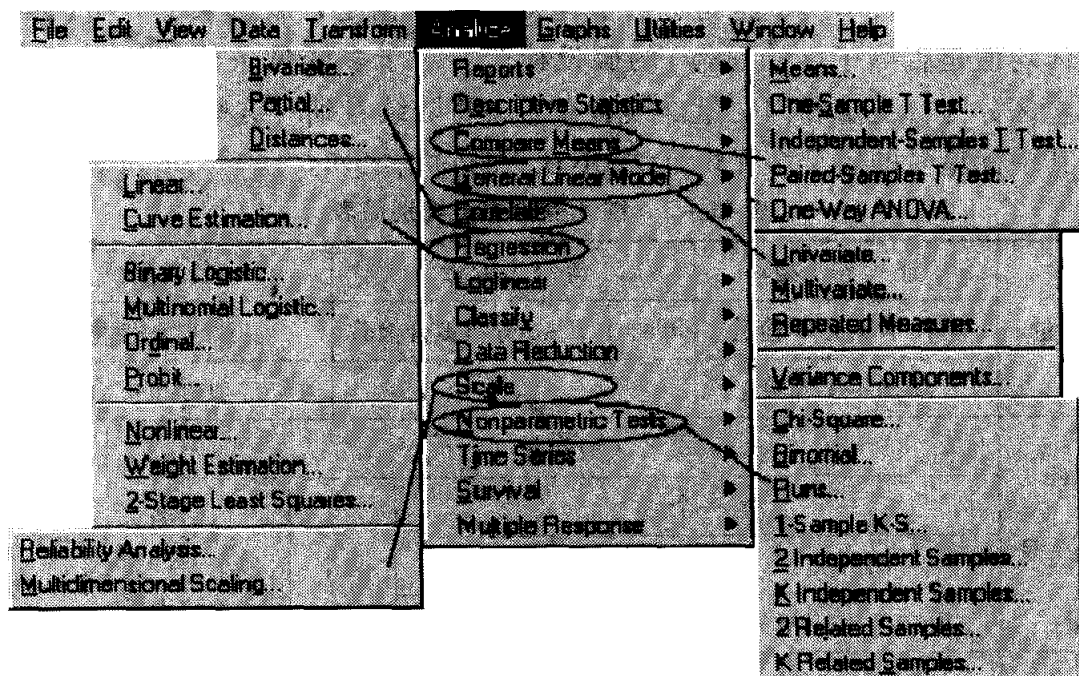 File Edit View Data Transform Analyze Graphs Utilities Window Help
Bivariate...
Partial...
Distances...
Linear...
Curve Estimation...
Binary Logistic...
Multinomial Logistic...
Ordinal...
Probit...
Nonlinear...
Weight Estimation...
2-Stage Least Squares...
Reliability Analysis...
Multidimensional Scaling...
Reports
Descriptive Statistics
Compare Means
General Linear Model
Correlate
Regression
Loglinear
Classify
Data Reduction
Scale
Nonparametric Tests
Time Series
Survival
Multiple Response
Means...
One-Sample T Test...
Independent-Samples T Test...
Paired-Samples T Test...
One-Way ANOVA...
Univariate...
Multivariate...
Repeated Measures...
Variance Components...
Chi-Square...
Binomial...
Runs...
1-Sample K-S...
2 Independent Samples...
K Independent Samples...
2 Related Samples...
K Related Samples...